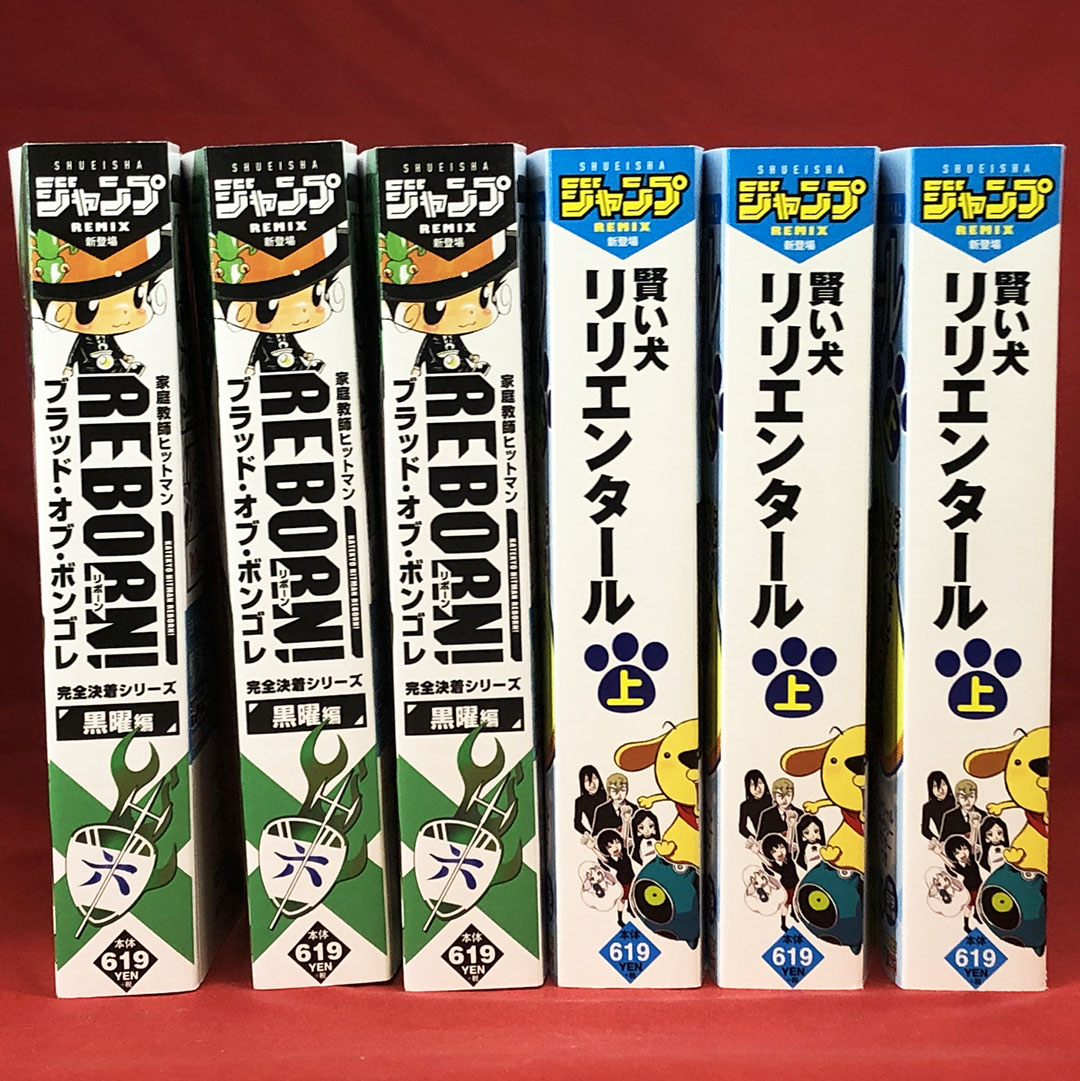 SHUEISHA
ジャンプ
REMIX
新登場
家庭教師ヒットマン
REBORN!
リボーン
KATEKYO HITMAN REBORN!
ブラッド・オブ・ボンゴレ
完全決着シリーズ
黒曜編
六
本体
619
YEN
+税
SHUEISHA
ジャンプ
REMIX
新登場
家庭教師ヒットマン
REBORN!
リボーン
KATEKYO HITMAN REBORN!
ブラッド・オブ・ボンゴレ
完全決着シリーズ
黒曜編
六
本体
619
YEN
+税
SHUEISHA
ジャンプ
REMIX
新登場
家庭教師ヒットマン
REBORN!
リボーン
KATEKYO HITMAN REBORN!
ブラッド・オブ・ボンゴレ
完全決着シリーズ
黒曜編
六
本体
619
YEN
+税
SHUEISHA
ジャンプ
REMIX
新登場
賢い犬
リリエンタール
上
本体
619
YEN
+税
SHUEISHA
ジャンプ
REMIX
新登場
賢い犬
リリエンタール
上
本体
619
YEN
+税
SHUEISHA
ジャンプ
REMIX
新登場
賢い犬
リリエンタール
上
本体
619
YEN
+税